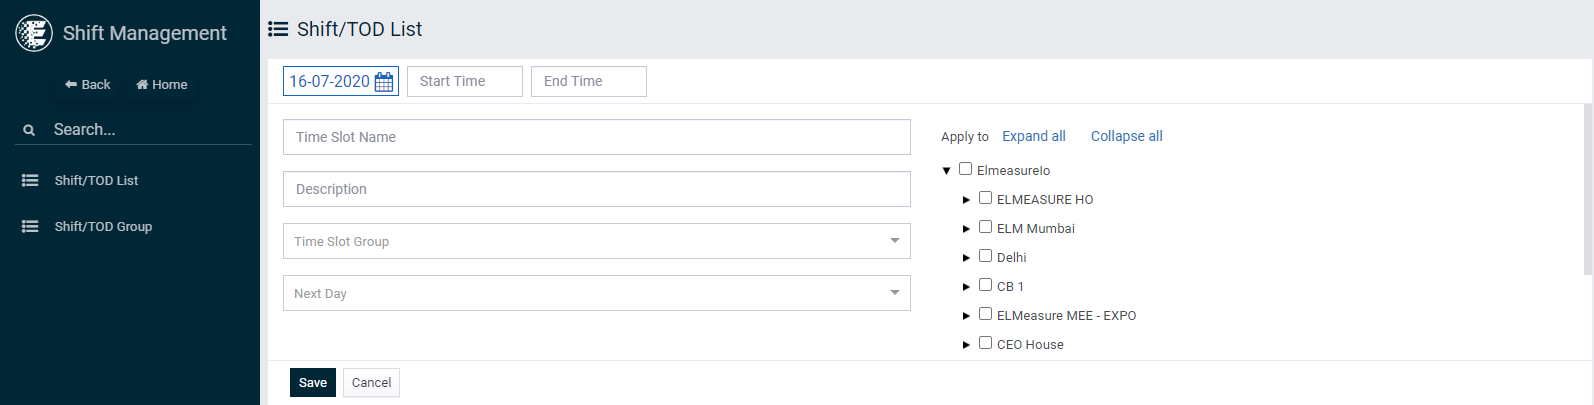 Shift Management
Back Home
Search...
Shift/TOD List
Shift/TOD Group
Shift/TOD List
16-07-2020 Start Time End Time
Time Slot Name
Description
Time Slot Group
Next Day
Apply to Expand all Collapse all
ElmeasureIo
ELMEASURE HO
ELM Mumbai
Delhi
CB 1
ELMeasure MEE - EXPO
CEO House
Save Cancel